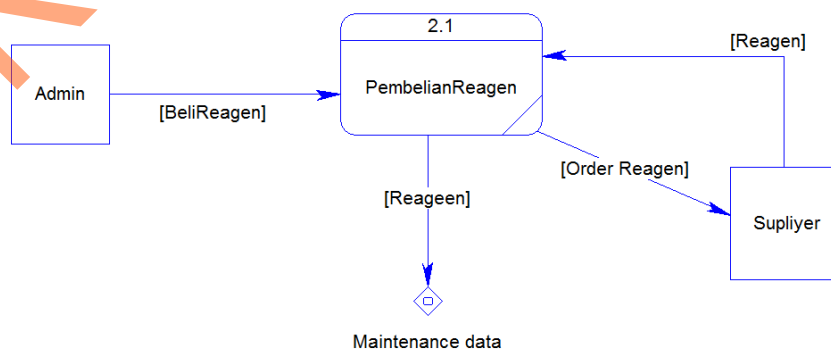 2.1
[Reagen]
Admin
PembelianReagen
[BeliReagen]
[Order Reagen]
[Reageen]
Supliyer
Maintenance data